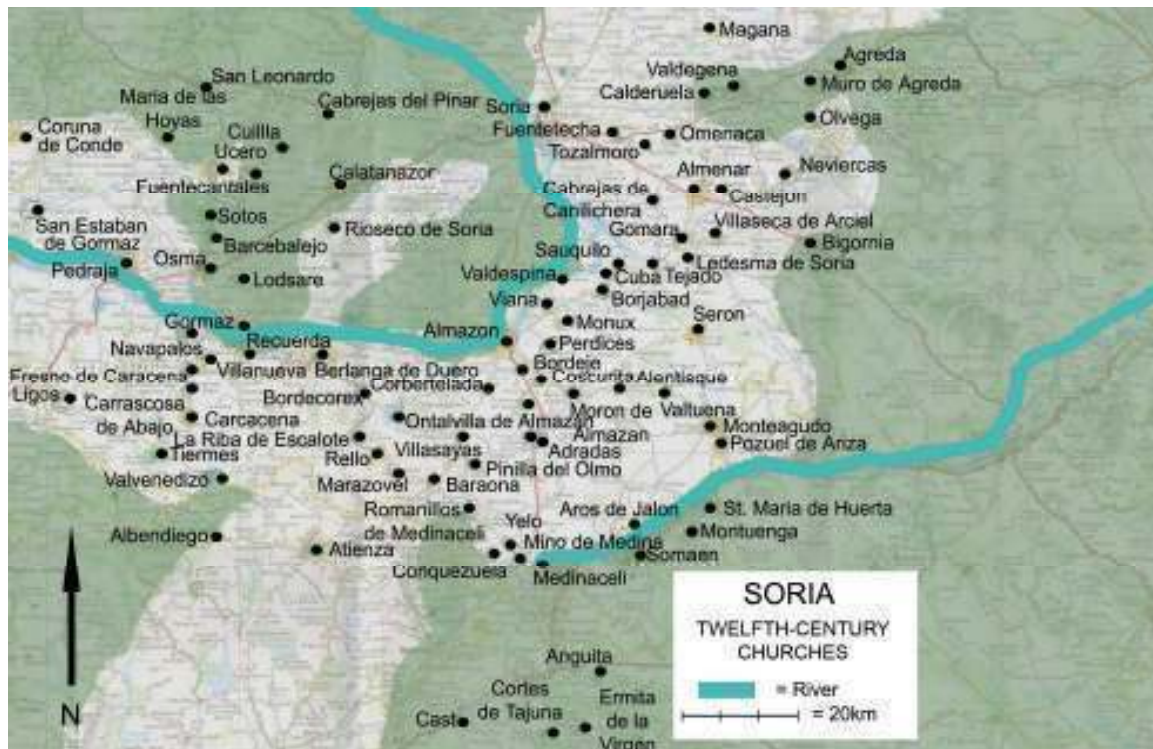 Magana
Agreda
Valdegena
Muro de Agreda
San Leonardo
Calderuela
Maria de las
Hoyas
Cabrejas del Pinar
Soria
Olvega
Coruna
de Conde
Cuillla
Fuentetecha
Omenaca
Ucero
Tozalmoro
Calatanazor
Almenar
Noviercas
Fuentecantales
Cabrejas de
Canilichera
Castejon
San Estaban
de Gormaz
Sotos
Rioseco de Soria
Gomara
Villaseca de Arciel
Barcebalejo
Bigornia
Pedraja
Osma
Sauquilo
Ledesma de Soria
Lodsare
Valdespina
Cuba
Tejado
Viana
Borjabad
Gormaz
Almazon
Monux
Seron
Navapalos
Recuerda
Perdices
Fresno de Caracena
Villanueva
Berlanga de Duero
Bordeje
Ligos
Corbertelada
Coscurita
Alentisque
Carrascosa
de Abajo
Bordecorex
Moron de
Almazan
Valtuena
Carcacena
Ontalvilla de Almazan
Monteagudo
La Riba de Escalote
Tiermes
Villasayas
Adradas
Pozuel de Ariza
Rello
Pinilla del Olmo
Valvenedizo
Marazovel
Baraona
Romanillos
de Medinaceli
Aros de Jalon
St. Maria de Huerta
Yelo
Albendiego
Mino de Medina
Montuenga
Atienza
Somaen
Conquezuela
Medinaceli
SORIA
TWELFTH-CENTURY
CHURCHES
= River
= 20km
Anguita
Cortes
de Tajuna
Ermita
de la
Virgen
Cast
N